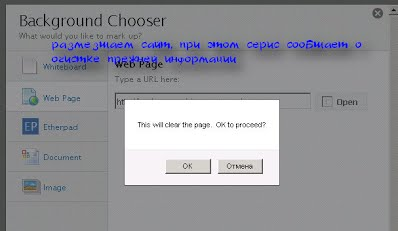 Background Chooser
What would you like to mark up?
размещаем сайт, при этом серис сообщает о
очистке прежней информации
Whiteboard
Web Page
Type a URL here:
Open
Web Page
EP Etherpad
This will clear the page. OK to proceed?
OK
Отмена
Document
Image